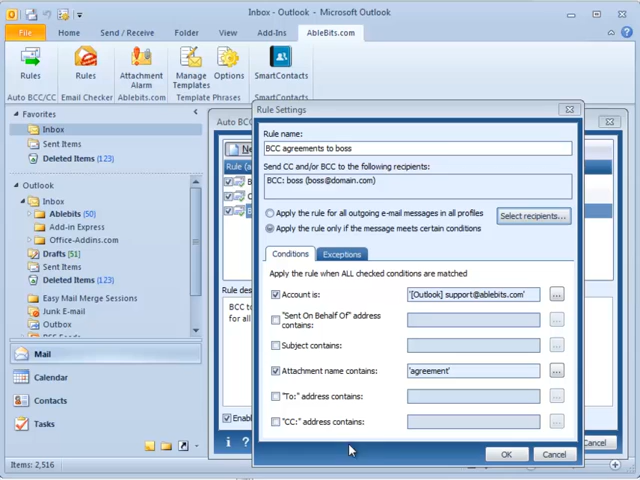 Inbox - Outlook - Microsoft Outlook
File Home Send / Receive Folder View Add-Ins AbleBits.com
Rules Rules Attachment Alarm Manage Templates Options SmartContacts
Auto BCC/CC Email Checker Ablebits.com Template Phrases SmartContacts
Favorites
Inbox
Sent Items
Deleted Items (123)
Outlook
Inbox
Ablebits (50)
Add-in Express
Office-Addins.com
Drafts [51]
Sent Items
Deleted Items (280)
Easy Mail Merge Sessions
Junk E-mail
Outbox
Mail
Calendar
Contacts
Tasks
Items: 2,516
Auto BCC
Rule (a
Rule des
BCC to
for all
Enabl
Cancel
Rule Settings
Rule name:
BCC agreements to boss
Send CC and/or BCC to the following recipients:
BCC: boss (boss@domain.com)
Apply the rule for all outgoing e-mail messages in all profiles
Select recipients...
Apply the rule only if the message meets certain conditions
Conditions Exceptions
Apply the rule when ALL checked conditions are matched
Account is: '[Outlook] support@ablebits.com' ...
"Sent On Behalf Of" address contains: ...
Subject contains: ...
Attachment name contains: 'agreement' ...
"To:" address contains: ...
"CC:" address contains: ...
OK Cancel